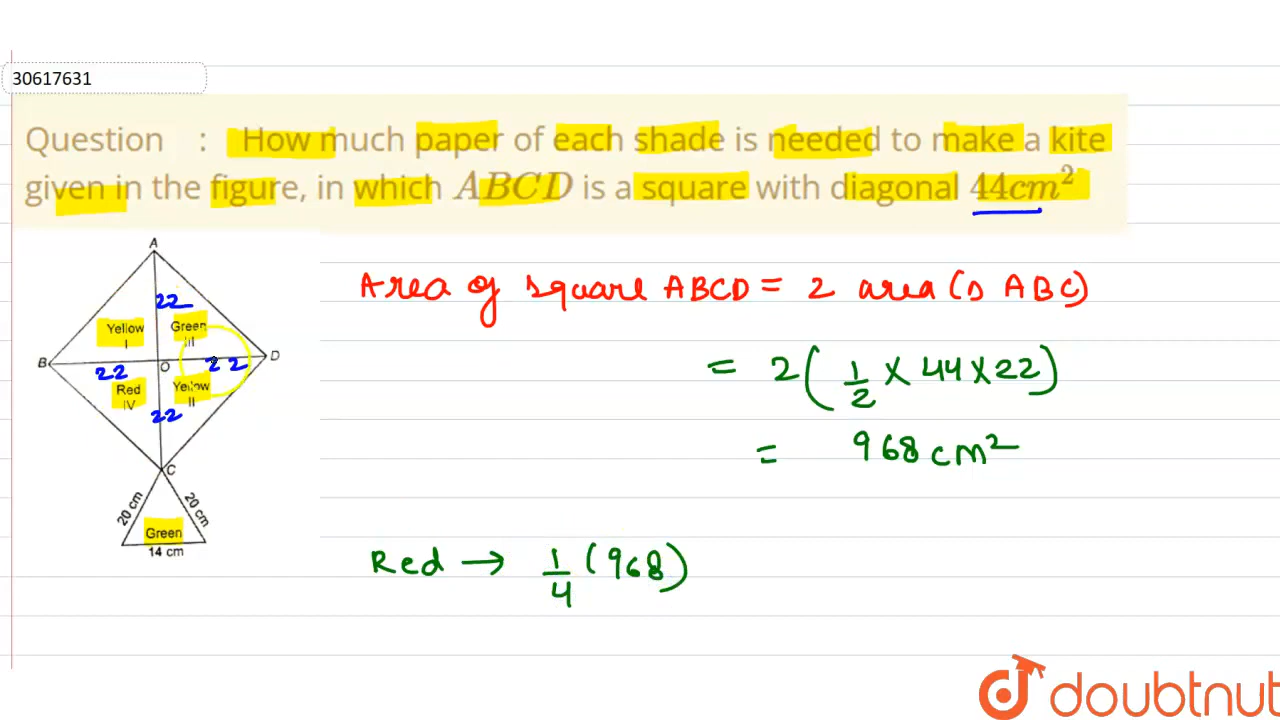 30617631
Question : How much paper of each shade is needed to make a kite
given in the figure, in which ABCD is a square with diagonal 44cm²
A
22
Yellow
I
Green
III
B
22
O
22
D
Red
IV
Yellow
II
22
C
20 cm
20 cm
Green
14 cm
Area of square ABCD = 2 area (Δ ABC)
= 2 ( 1/2 × 44 × 22 )
= 968 cm²
Red → 1/4 (968)
doubtnut